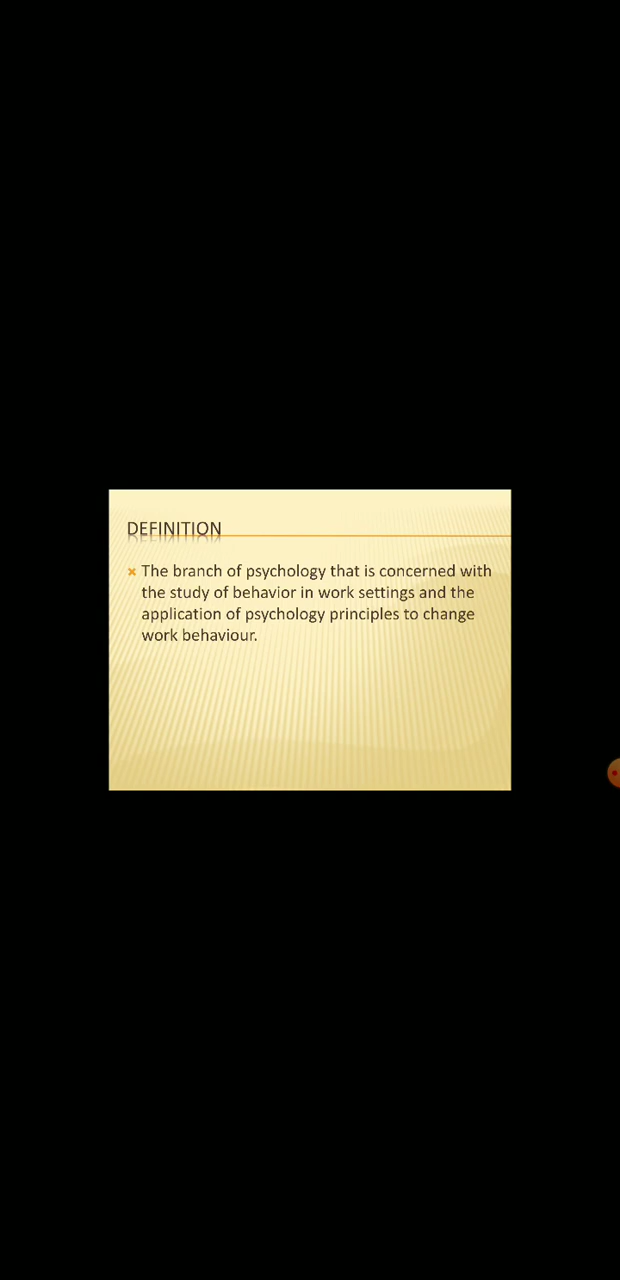 DEFINITION
The branch of psychology that is concerned with
the study of behavior in work settings and the
application of psychology principles to change
work behaviour.